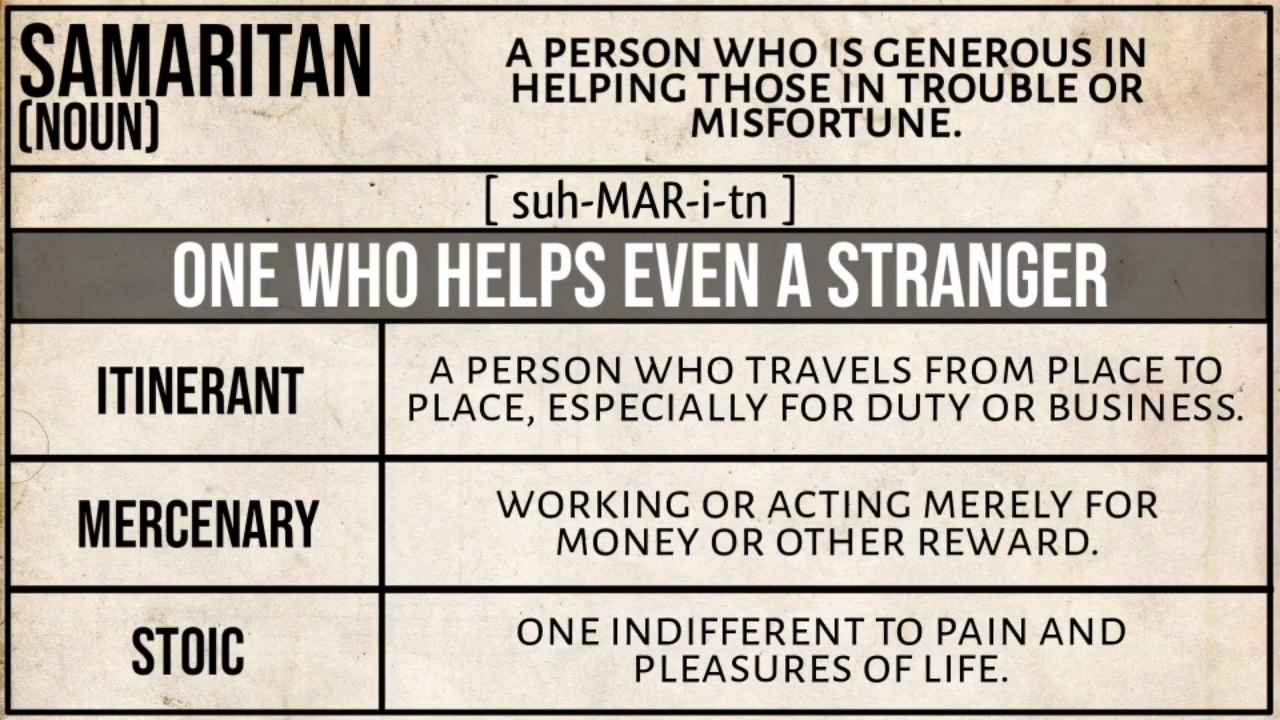 SAMARITAN
(NOUN)
A PERSON WHO IS GENEROUS IN
HELPING THOSE IN TROUBLE OR
MISFORTUNE.
[ suh-MAR-i-tn ]
ONE WHO HELPS EVEN A STRANGER
ITINERANT
A PERSON WHO TRAVELS FROM PLACE TO
PLACE, ESPECIALLY FOR DUTY OR BUSINESS.
MERCENARY
WORKING OR ACTING MERELY FOR
MONEY OR OTHER REWARD.
STOIC
ONE INDIFFERENT TO PAIN AND
PLEASURES OF LIFE.